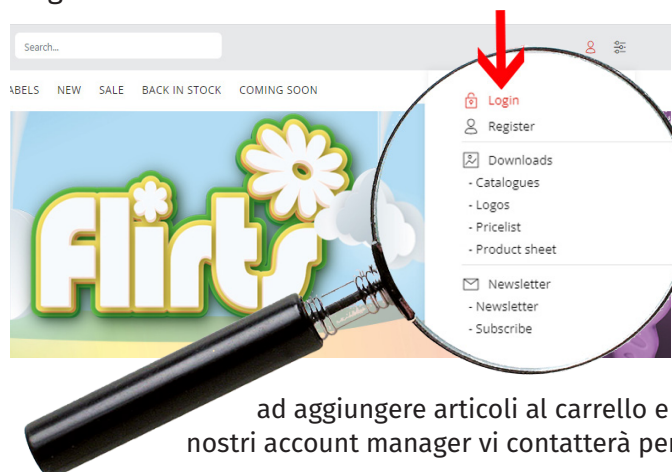 Search...
ABELS NEW SALE BACK IN STOCK COMING SOON
Login
Register
Downloads
- Catalogues
- Logos
- Pricelist
- Product sheet
Newsletter
- Newsletter
- Subscribe
Flirts
ad aggiungere articoli al carrello e
nostri account manager vi contatterà per